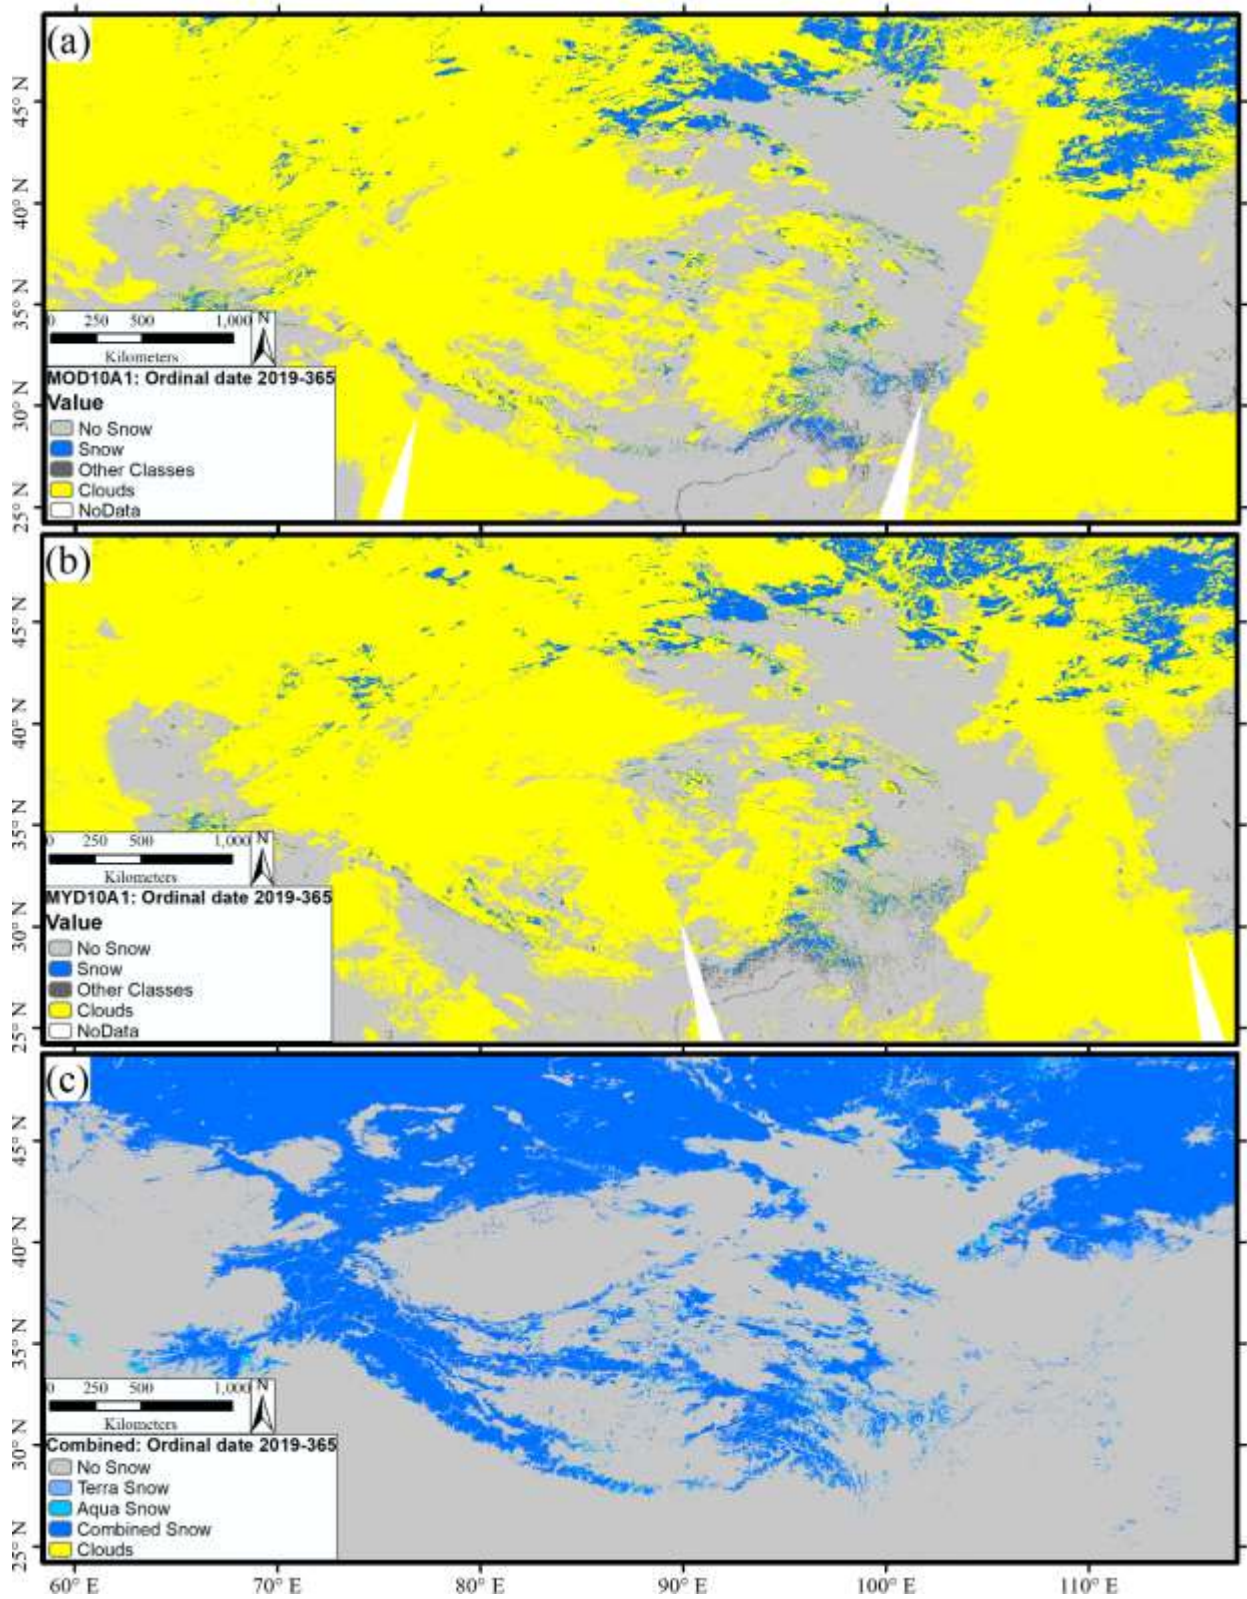 (a)
45° N
40° N
35° N
30° N
25° N
0 250 500 1,000 N
Kilometers
MOD10A1: Ordinal date 2019-365
Value
No Snow
Snow
Other Classes
Clouds
NoData
(b)
45° N
40° N
35° N
30° N
25° N
0 250 500 1,000 N
Kilometers
MYD10A1: Ordinal date 2019-365
Value
No Snow
Snow
Other Classes
Clouds
NoData
(c)
45° N
40° N
35° N
30° N
25° N
0 250 500 1,000 N
Kilometers
Combined: Ordinal date 2019-365
No Snow
Terra Snow
Aqua Snow
Combined Snow
Clouds
60° E 70° E 80° E 90° E 100° E 110° E